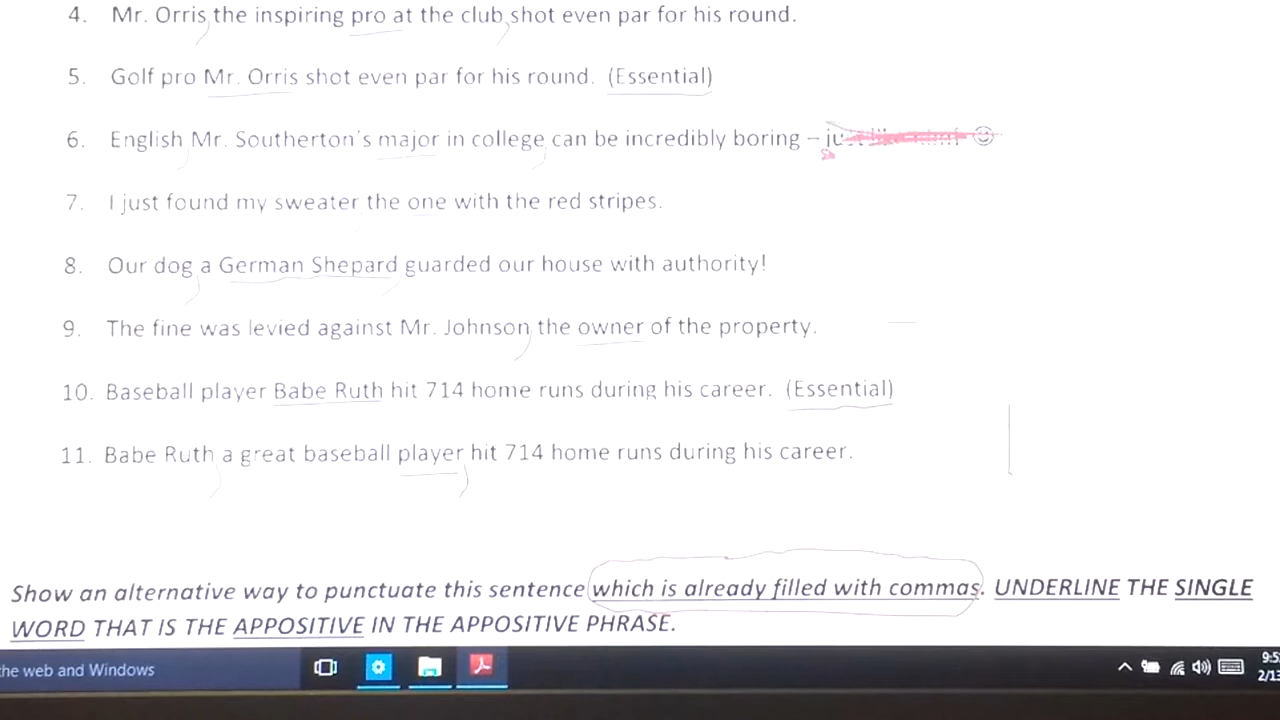 4. Mr. Orris, the inspiring pro at the club, shot even par for his round.
5. Golf pro Mr. Orris shot even par for his round. (Essential)
6. English, Mr. Southerton's major in college, can be incredibly boring –
7. I just found my sweater the one with the red stripes.
8. Our dog, a German Shepard, guarded our house with authority!
9. The fine was levied against Mr. Johnson, the owner of the property.
10. Baseball player Babe Ruth hit 714 home runs during his career. (Essential)
11. Babe Ruth, a great baseball player, hit 714 home runs during his career.
Show an alternative way to punctuate this sentence which is already filled with commas. UNDERLINE THE SINGLE
WORD THAT IS THE APPOSITIVE IN THE APPOSITIVE PHRASE.
the web and Windows
9:5
2/13